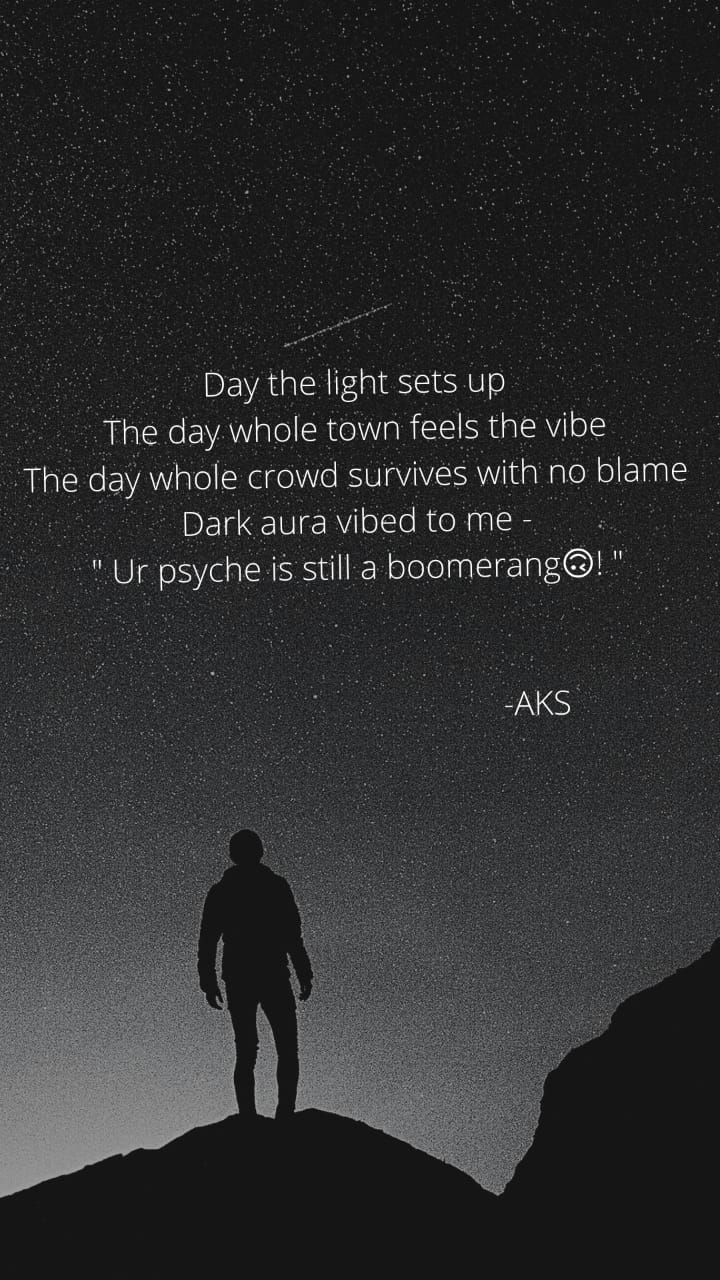 Day the light sets up
The day whole town feels the vibe
The day whole crowd survives with no blame
Dark aura vibed to me -
" Ur psyche is still a boomerang🙃! "
-AKS